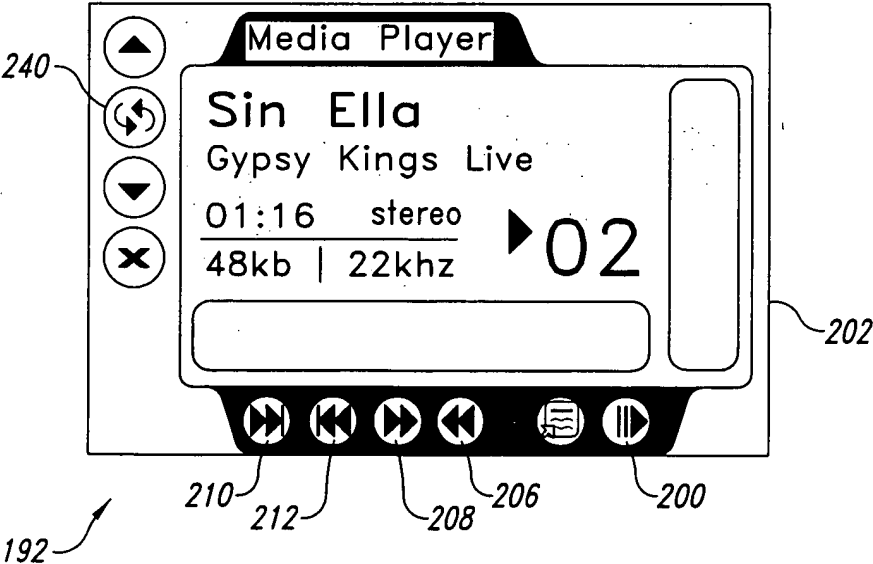 Media Player
240
Sin Ella
Gypsy Kings Live
01:16 stereo
02
48kb | 22khz
202
210
212
208
206
200
192